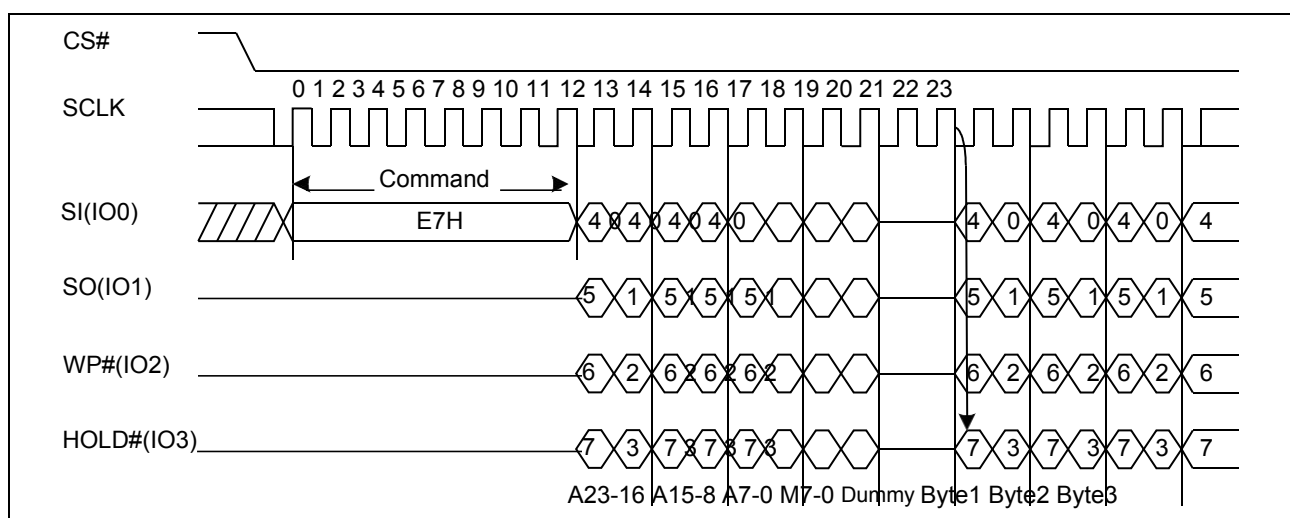 CS#
0 1 2 3 4 5 6 7 8 9 10 11 12 13 14 15 16 17 18 19 20 21 22 23
SCLK
Command
SI(IO0) E7H 4 0 4 0 4 0 4 0 4 0 4 0 4 0 4
SO(IO1) 5 1 5 1 5 1 5 1 5 1 5 1 5 1 5
WP#(IO2) 6 2 6 2 6 2 6 2 6 2 6 2 6 2 6
HOLD#(IO3) 7 3 7 3 7 3 7 3 7 3 7 3 7 3 7
A23-16 A15-8 A7-0 M7-0 Dummy Byte1 Byte2 Byte3